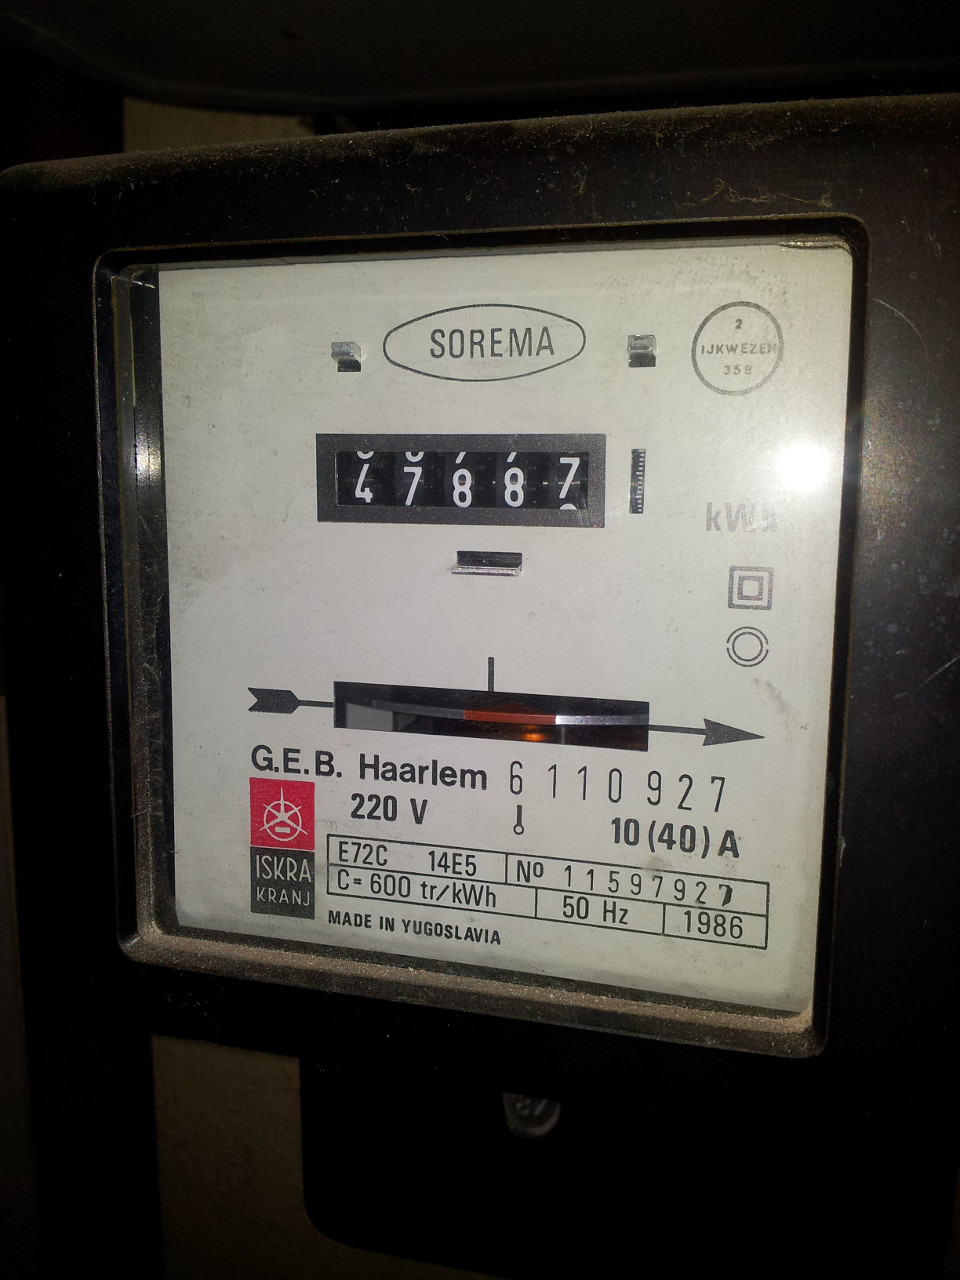 SOREMA
2
IJKWEZEN
358
47887
kWh
G.E.B. Haarlem 6110927
220 V
10(40)A
ISKRA
KRANJ
E72C 14E5
Nº 11597927
C= 600 tr/kWh
50 Hz
1986
MADE IN YUGOSLAVIA